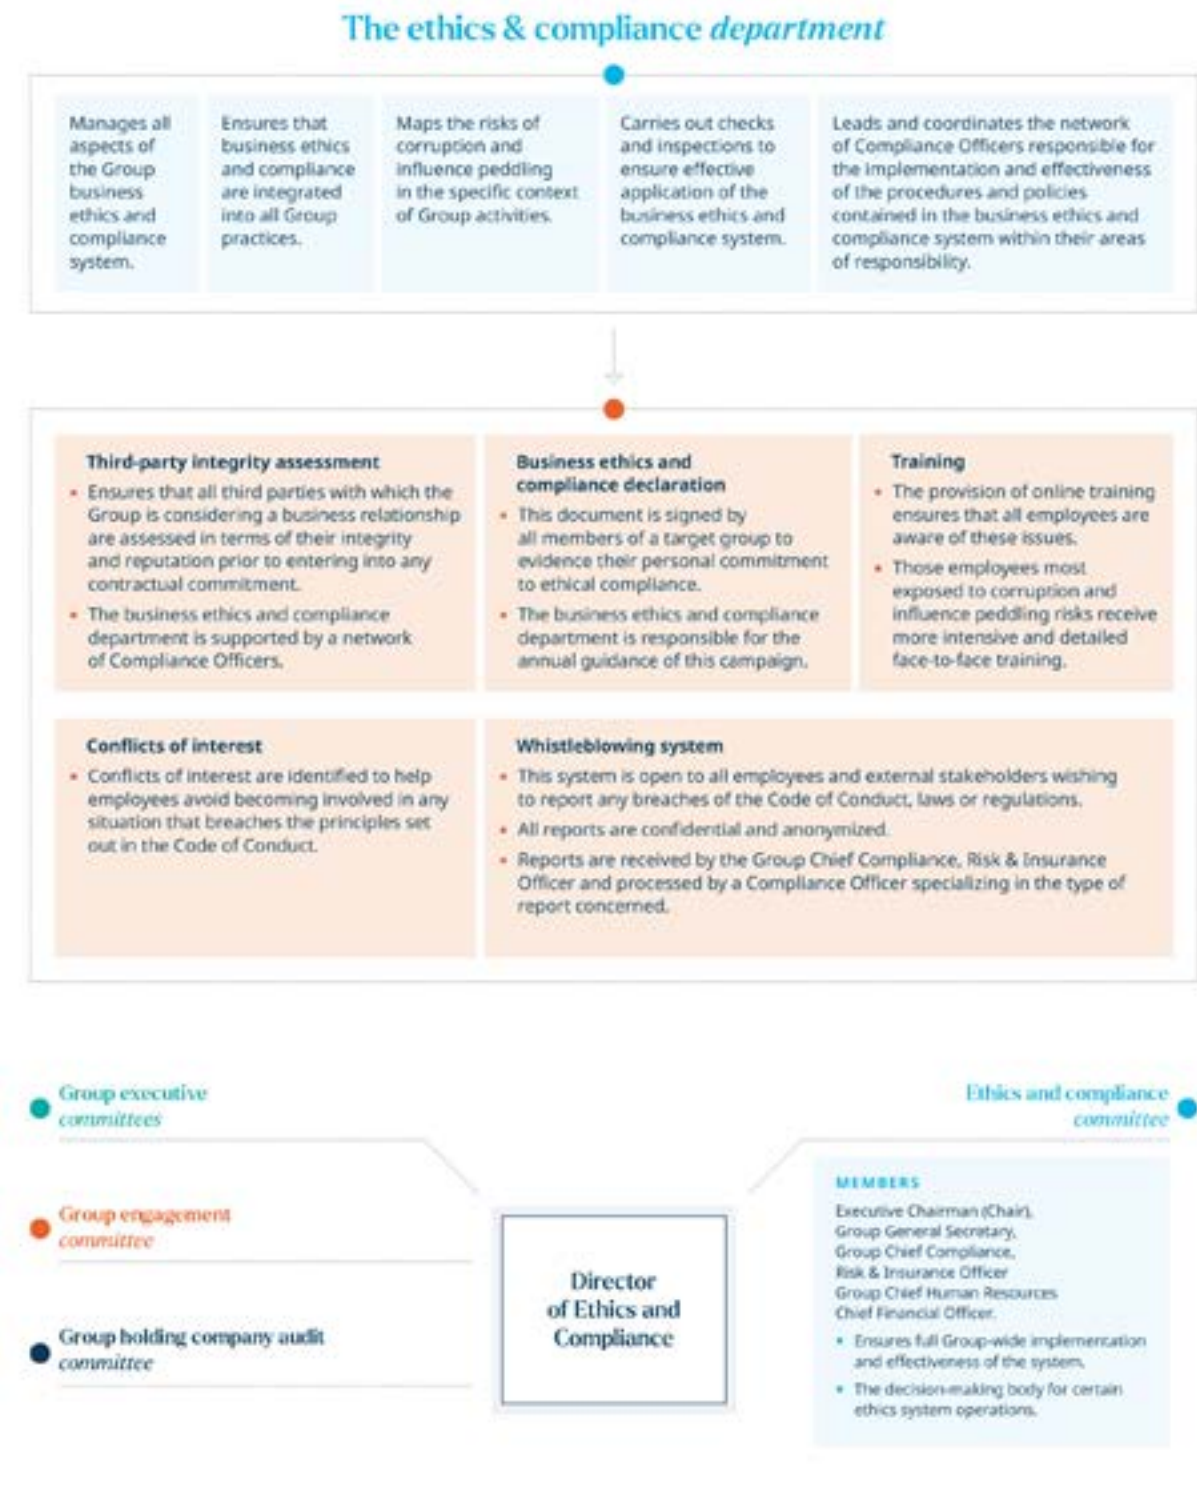 The ethics & compliance department
Manages all
aspects of
the Group
business
ethics and
compliance
system.
Ensures that
business ethics
and compliance
are integrated
into all Group
practices.
Maps the risks of
corruption and
influence peddling
in the specific context
of Group activities.
Carries out checks
and inspections to
ensure effective
application of the
business ethics and
compliance system.
Leads and coordinates the network
of Compliance Officers responsible for
the implementation and effectiveness
of the procedures and policies
contained in the business ethics and
compliance system within their areas
of responsibility.
Third-party integrity assessment
• Ensures that all third parties with which the
Group is considering a business relationship
are assessed in terms of their integrity
and reputation prior to entering into any
contractual commitment.
• The business ethics and compliance
department is supported by a network
of Compliance Officers.
Business ethics and
compliance declaration
• This document is signed by
all members of a target group to
evidence their personal commitment
to ethical compliance.
• The business ethics and compliance
department is responsible for the
annual guidance of this campaign.
Training
• The provision of online training
ensures that all employees are
aware of these issues.
• Those employees most
exposed to corruption and
influence peddling risks receive
more intensive and detailed
face-to-face training.
Conflicts of interest
• Conflicts of interest are identified to help
employees avoid becoming involved in any
situation that breaches the principles set
out in the Code of Conduct.
Whistleblowing system
• This system is open to all employees and external stakeholders wishing
to report any breaches of the Code of Conduct, laws or regulations.
• All reports are confidential and anonymized.
• Reports are received by the Group Chief Compliance, Risk & Insurance
Officer and processed by a Compliance Officer specializing in the type of
report concerned.
Group executive
committees
Group engagement
committee
Group holding company audit
committee
Director
of Ethics and
Compliance
Ethics and compliance
committee
MEMBERS
Executive Chairman (Chair),
Group General Secretary,
Group Chief Compliance,
Risk & Insurance Officer
Group Chief Human Resources
Chief Financial Officer.
• Ensures full Group-wide implementation
and effectiveness of the system.
• The decision-making body for certain
ethics system operations.